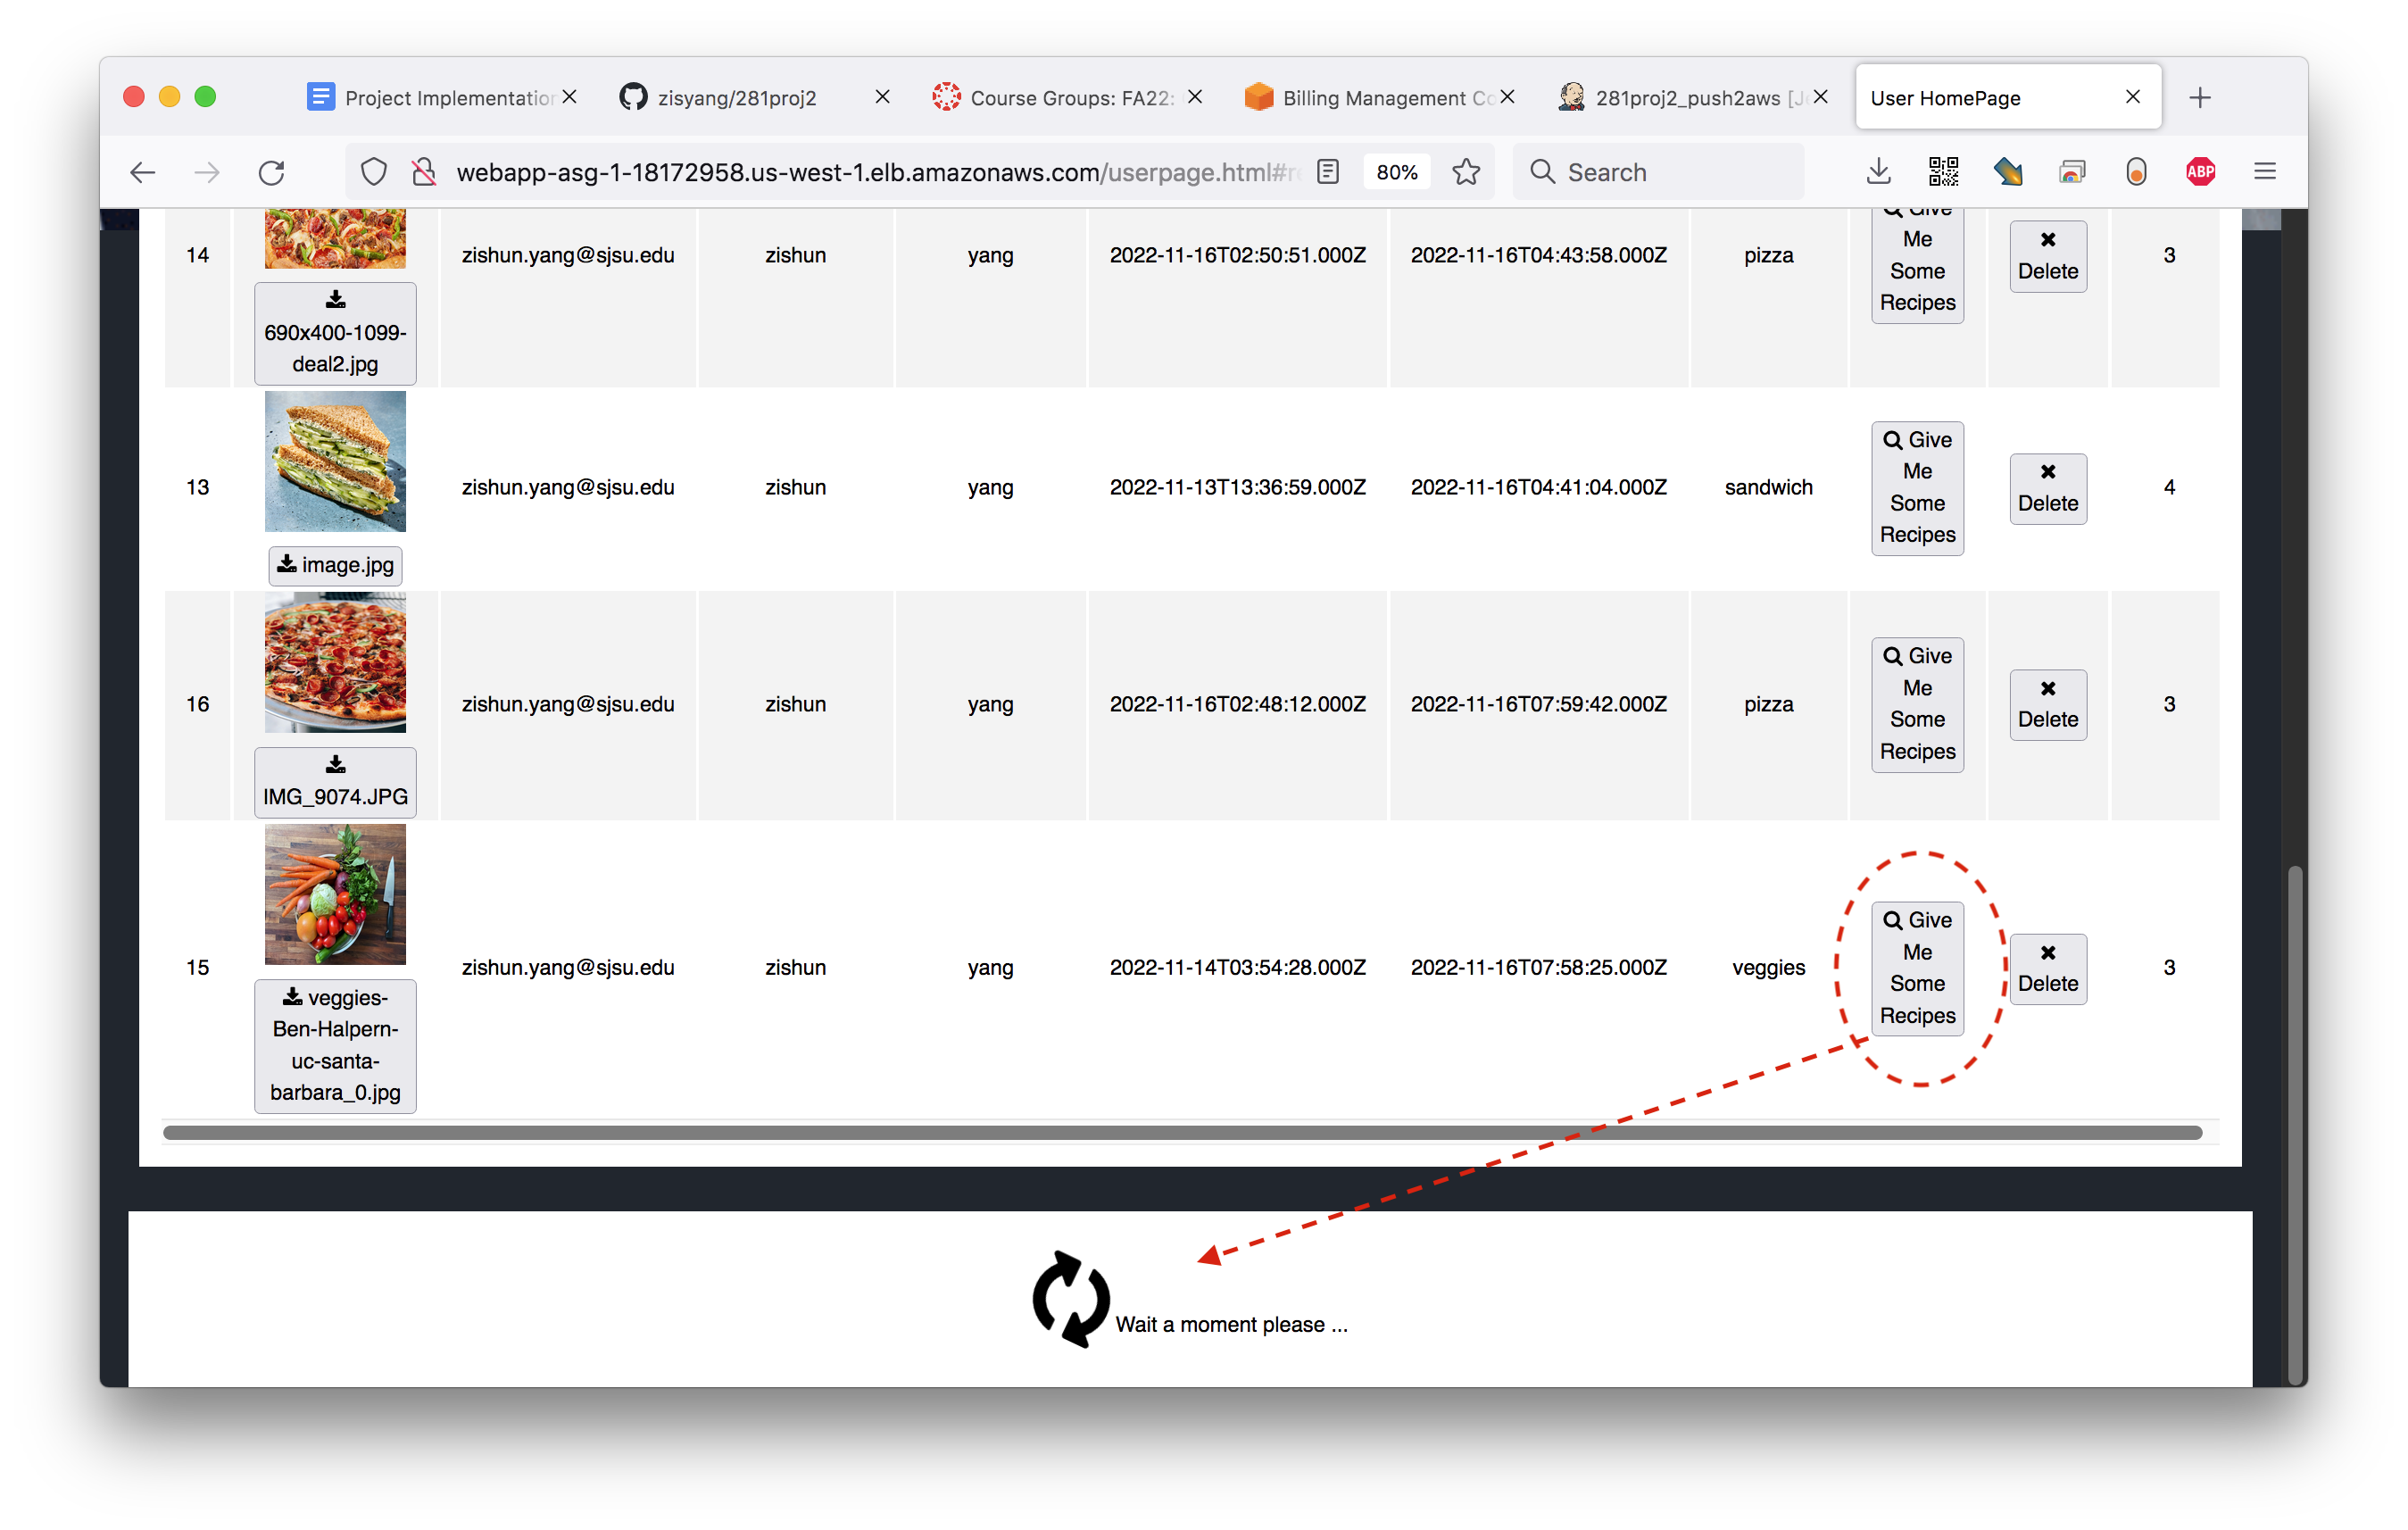 Project Implementation
zisyang/281proj2
Course Groups: FA22:
Billing Management Co
281proj2_push2aws [J
User HomePage
webapp-asg-1-18172958.us-west-1.elb.amazonaws.com/userpage.html#r
80%
Search
ABP
14
690x400-1099-
deal2.jpg
zishun.yang@sjsu.edu
zishun
yang
2022-11-16T02:50:51.000Z
2022-11-16T04:43:58.000Z
pizza
Give
Me
Some
Recipes
Delete
3
13
image.jpg
zishun.yang@sjsu.edu
zishun
yang
2022-11-13T13:36:59.000Z
2022-11-16T04:41:04.000Z
sandwich
Give
Me
Some
Recipes
Delete
4
16
IMG_9074.JPG
zishun.yang@sjsu.edu
zishun
yang
2022-11-16T02:48:12.000Z
2022-11-16T07:59:42.000Z
pizza
Give
Me
Some
Recipes
Delete
3
15
veggies-
Ben-Halpern-
uc-santa-
barbara_0.jpg
zishun.yang@sjsu.edu
zishun
yang
2022-11-14T03:54:28.000Z
2022-11-16T07:58:25.000Z
veggies
Give
Me
Some
Recipes
Delete
3
Wait a moment please ...